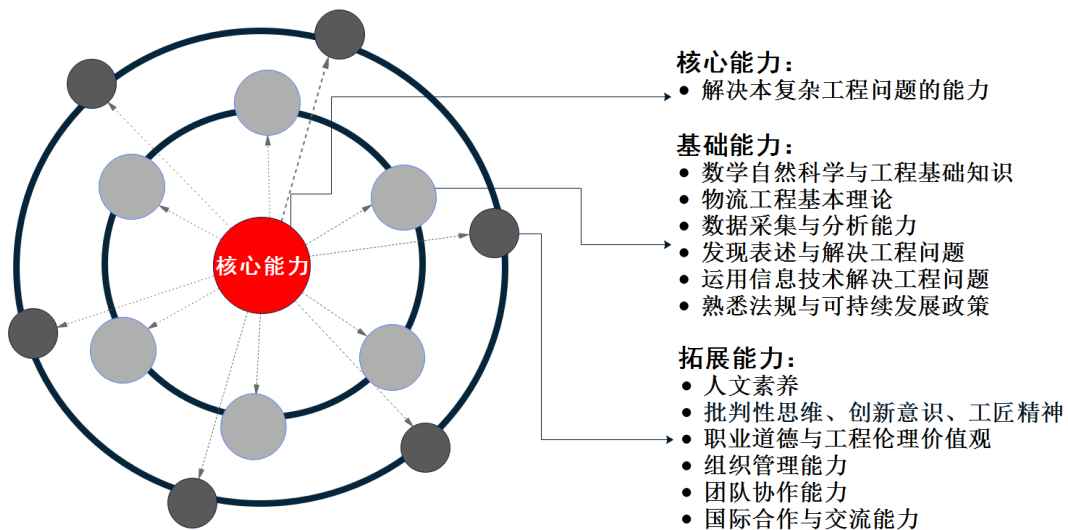 核心能力
核心能力：
● 解决本复杂工程问题的能力
基础能力：
● 数学自然科学与工程基础知识
● 物流工程基本理论
● 数据采集与分析能力
● 发现表述与解决工程问题
● 运用信息技术解决工程问题
● 熟悉法规与可持续发展政策
拓展能力：
● 人文素养
● 批判性思维、创新意识、工匠精神
● 职业道德与工程伦理价值观
● 组织管理能力
● 团队协作能力
● 国际合作与交流能力